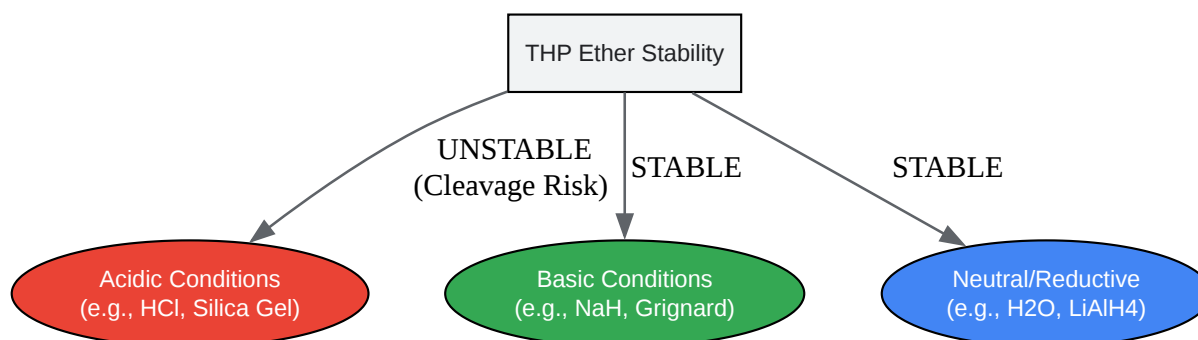 THP Ether Stability
UNSTABLE
(Cleavage Risk)
STABLE
STABLE
Acidic Conditions
(e.g., HCl, Silica Gel)
Basic Conditions
(e.g., NaH, Grignard)
Neutral/Reductive
(e.g., H2O, LiAlH4)